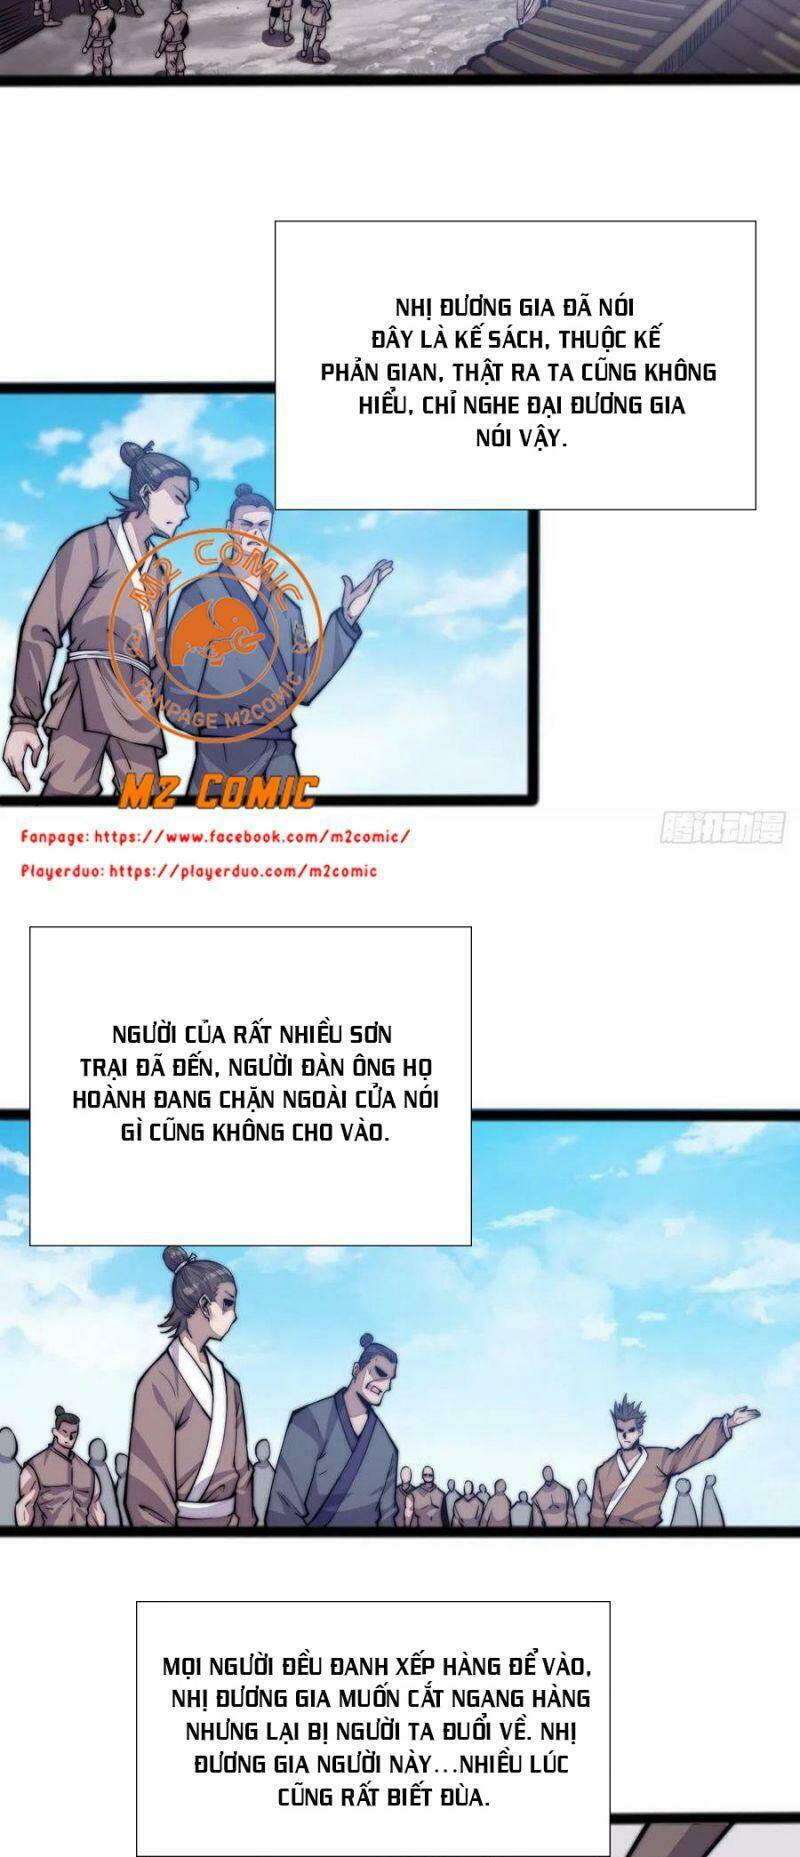 NHỊ ĐƯƠNG GIA ĐÃ NÓI
ĐÂY LÀ KẾ SÁCH, THUỘC KẾ
PHẢN GIAN, THẬT RA TA CŨNG KHÔNG
HIỂU, CHỈ NGHE ĐẠI ĐƯƠNG GIA
NÓI VẬY.
M2 COMIC
FANPAGE M2COMIC
M2 COMIC
腾讯动漫
Fanpage: https://www.facebook.com/m2comic/
Playerduo: https://playerduo.com/m2comic
NGƯỜI CỦA RẤT NHIỀU SƠN
TRẠI ĐÃ ĐẾN, NGƯỜI ĐÀN ÔNG HỌ
HOÀNH ĐANG CHẶN NGOÀI CỬA NÓI
GÌ CŨNG KHÔNG CHO VÀO.
MỌI NGƯỜI ĐỀU ĐANH XẾP HÀNG ĐỂ VÀO,
NHỊ ĐƯƠNG GIA MUỐN CẮT NGANG HÀNG
NHƯNG LẠI BỊ NGƯỜI TA ĐUỔI VỀ. NHỊ
ĐƯƠNG GIA NGƯỜI NÀY...NHIỀU LÚC
CŨNG RẤT BIẾT ĐÙA.